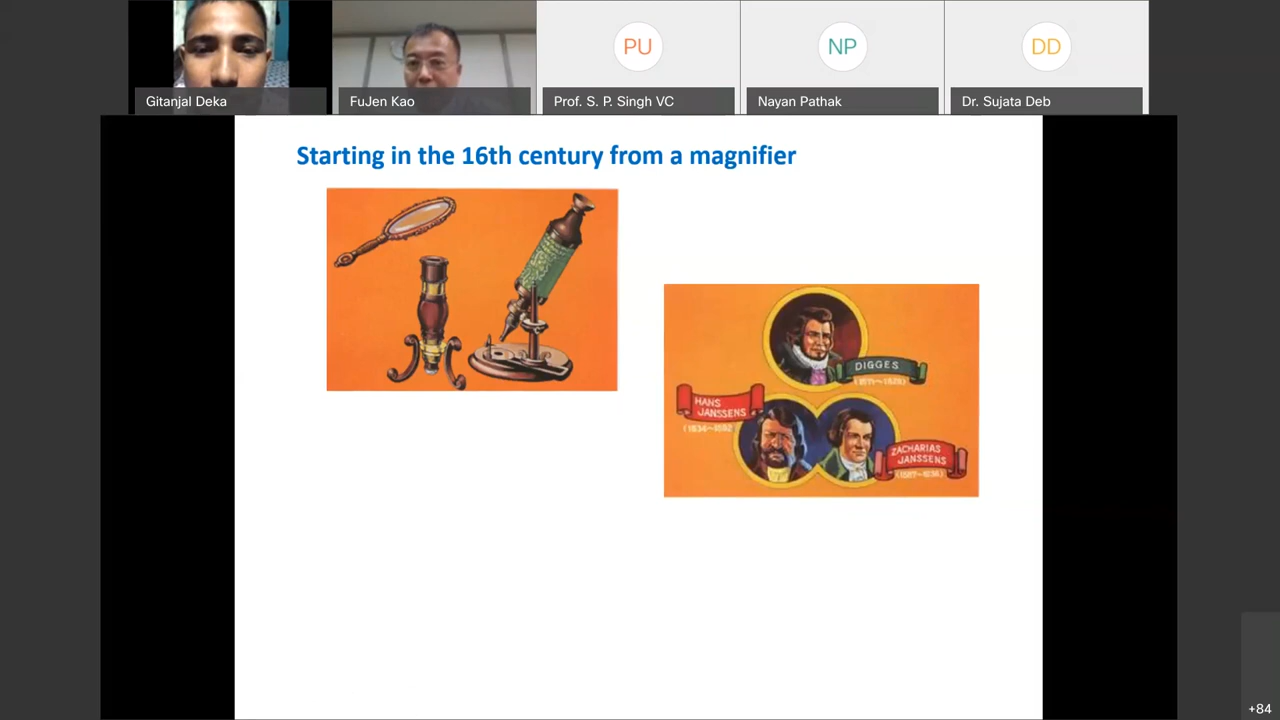 PU
NP
DD
Gitanjal Deka
FuJen Kao
Prof. S. P. Singh VC
Nayan Pathak
Dr. Sujata Deb
Starting in the 16th century from a magnifier
DIGGES
HANS
JANSSENS
ZACHARIAS
JANSSENS
+84